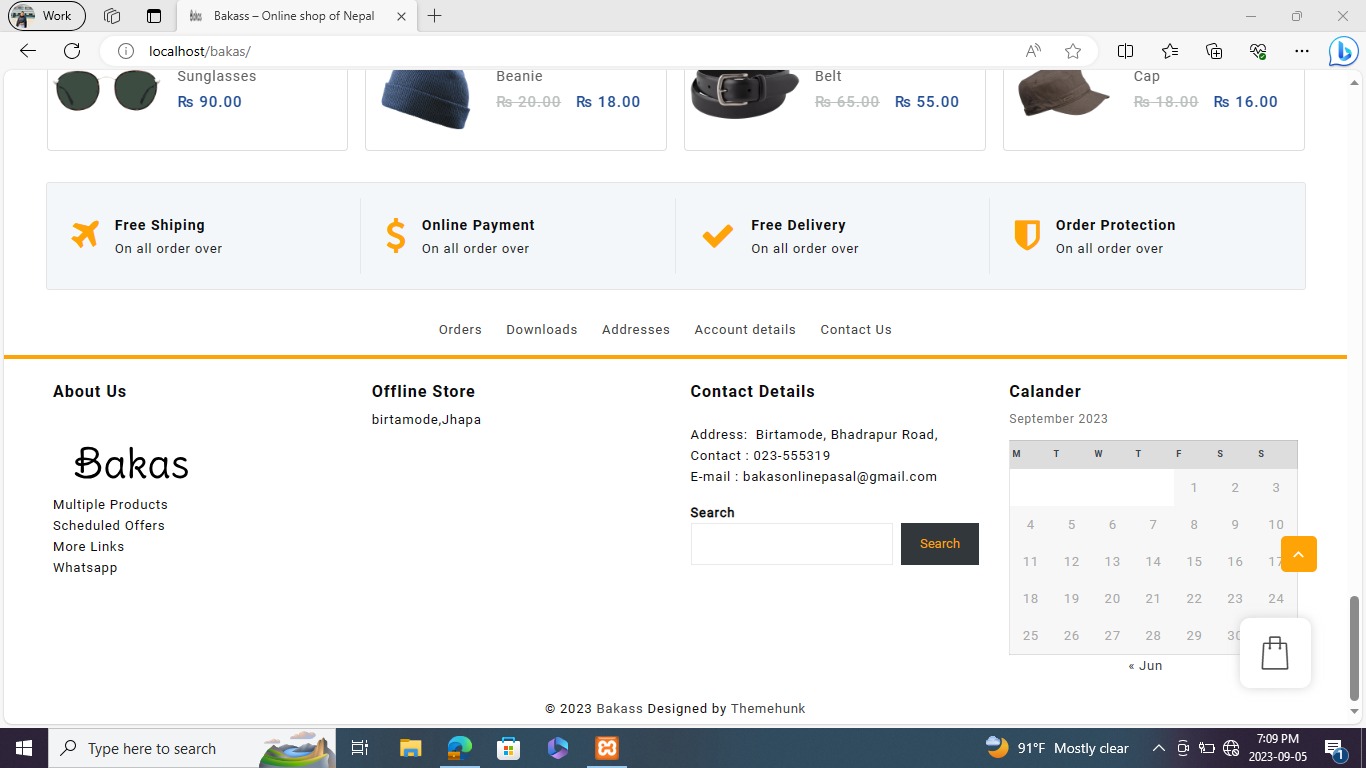 Work
Bakass – Online shop of Nepal
localhost/bakas/
Sunglasses
₨ 90.00
Beanie
₨ 20.00 ₨ 18.00
Belt
₨ 65.00 ₨ 55.00
Cap
₨ 18.00 ₨ 16.00
Free Shiping
On all order over
Online Payment
On all order over
Free Delivery
On all order over
Order Protection
On all order over
Orders Downloads Addresses Account details Contact Us
About Us
Bakas
Multiple Products
Scheduled Offers
More Links
Whatsapp
Offline Store
birtamode,Jhapa
Contact Details
Address: Birtamode, Bhadrapur Road,
Contact : 023-555319
E-mail : bakasonlinepasal@gmail.com
Search
Search
Calander
September 2023
M T W T F S S
1 2 3
4 5 6 7 8 9 10
11 12 13 14 15 16 17
18 19 20 21 22 23 24
25 26 27 28 29 30
« Jun
© 2023 Bakass Designed by Themehunk
Type here to search
91°F Mostly clear
7:09 PM
2023-09-05
1